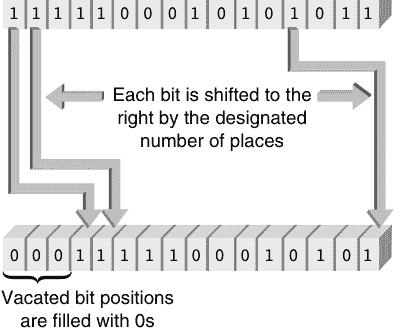 1 1 1 1 1 0 0 0 1 0 1 0 1 0 1 1
Each bit is shifted to the
right by the designated
number of places
0 0 0 1 1 1 1 1 0 0 0 1 0 1 0 1
Vacated bit positions
are filled with 0s